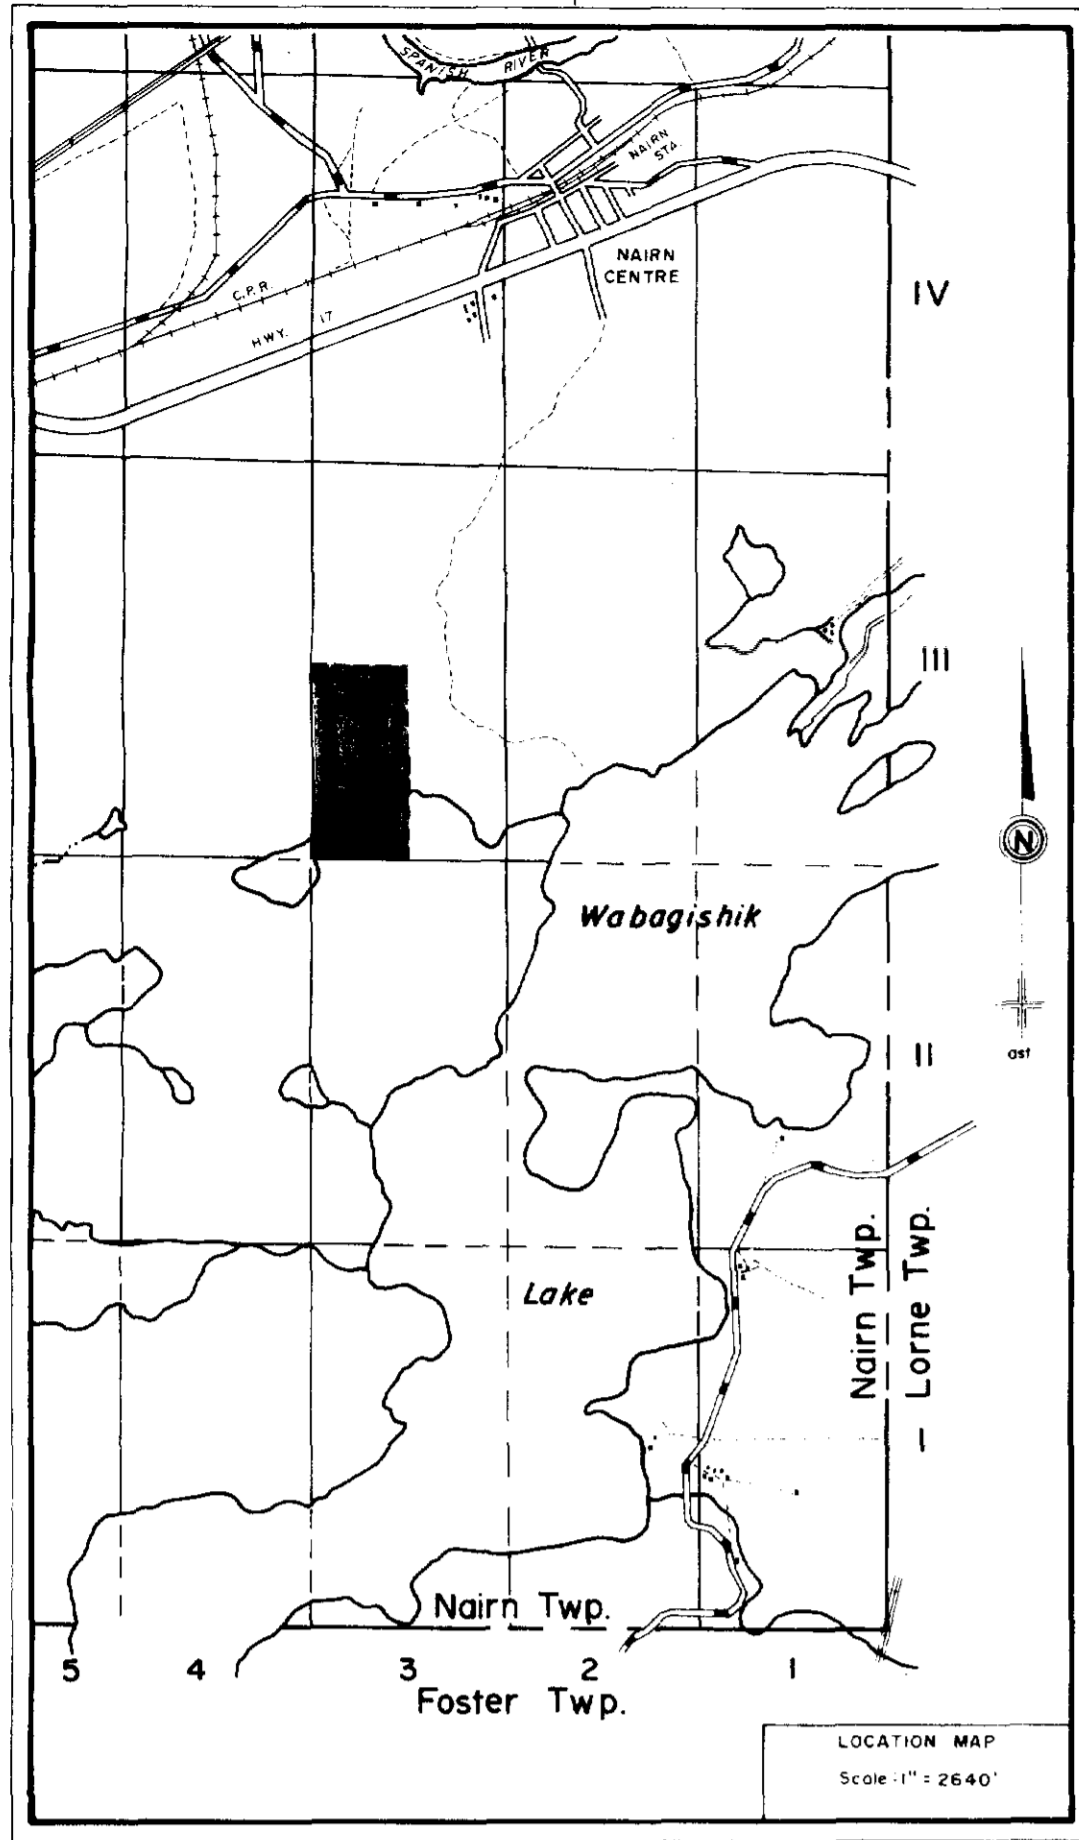 SPANISH RIVER
NAIRN
STA.
NAIRN
CENTRE
IV
C.P.R.
HWY. 17
III
N
Wabagishik
II
ast
Lake
Nairn Twp.
Lorne Twp.
I
Nairn Twp.
5 4 3 2 1
Foster Twp.
LOCATION MAP
Scale : 1" = 2640'